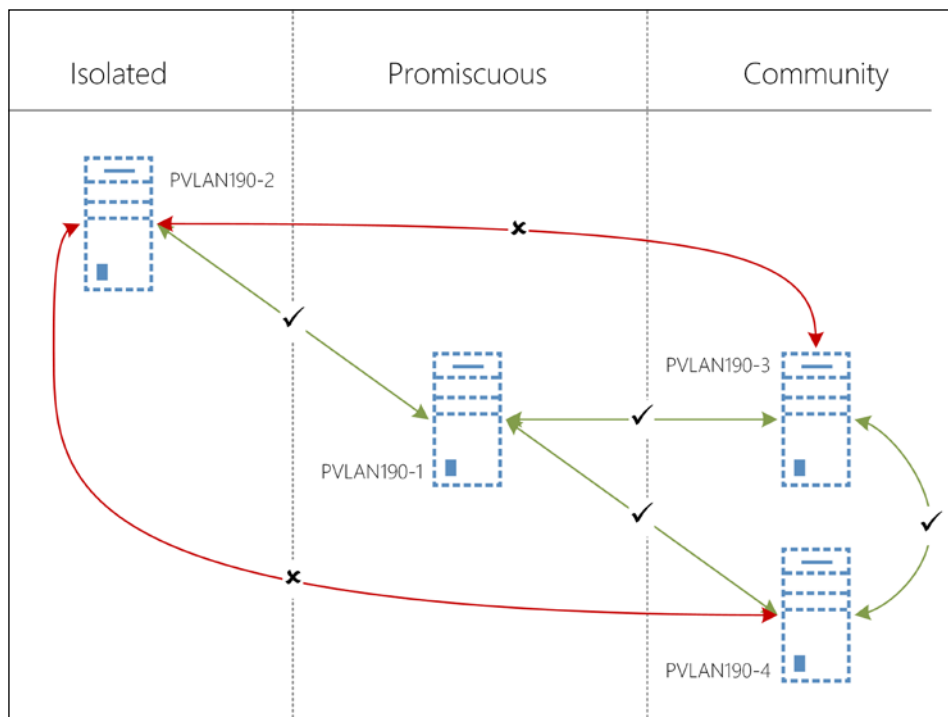 Isolated
Promiscuous
Community
PVLAN190-2
PVLAN190-3
PVLAN190-1
PVLAN190-4